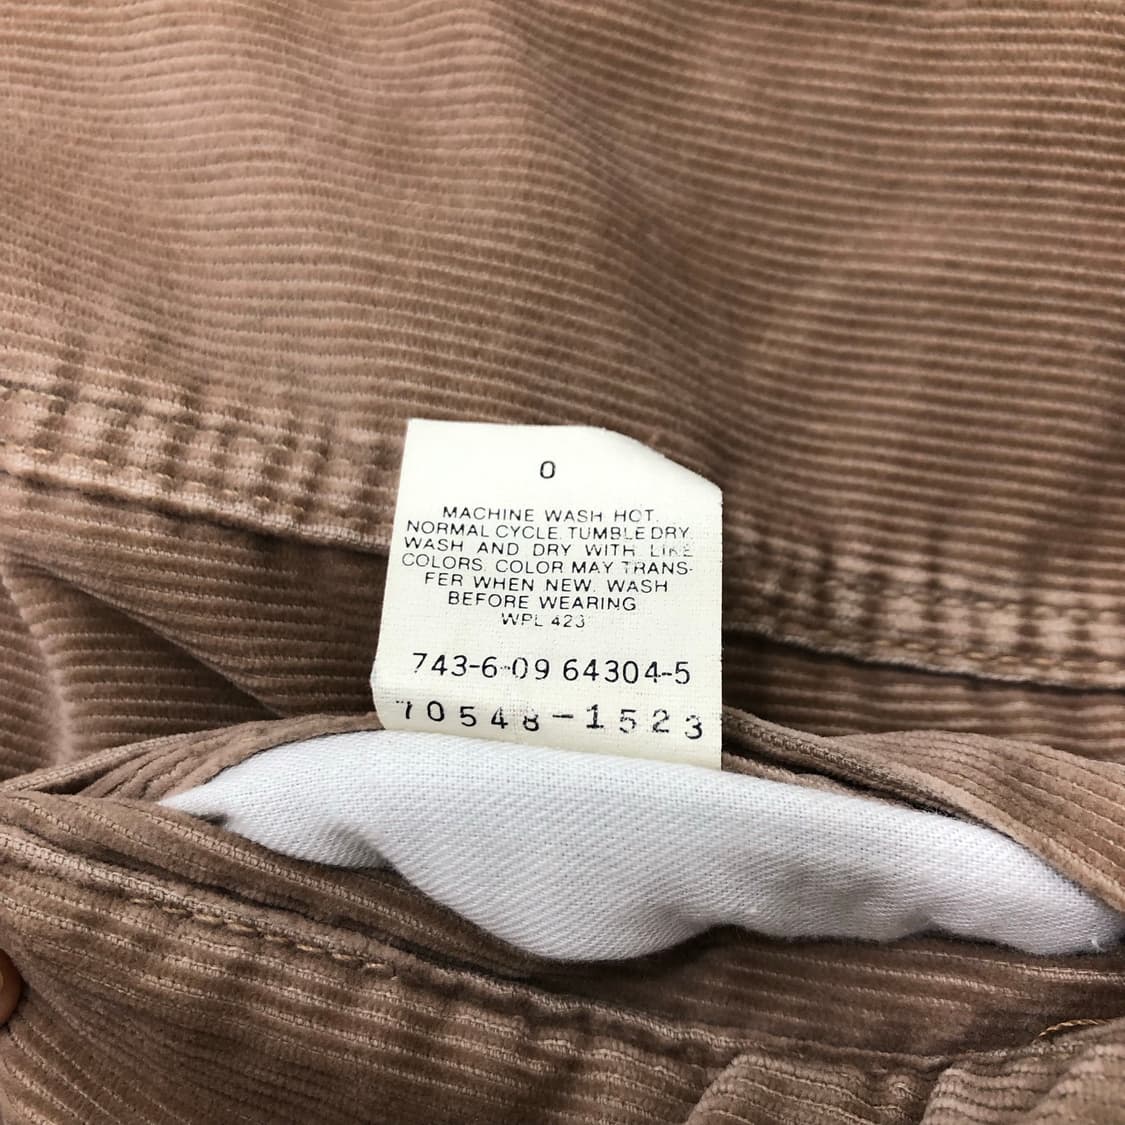 0
MACHINE WASH HOT.
NORMAL CYCLE. TUMBLE DRY.
WASH AND DRY WITH LIKE
COLORS. COLOR MAY TRANS-
FER WHEN NEW. WASH
BEFORE WEARING
WPL 423
743-6-09 64304-5
70548-1523